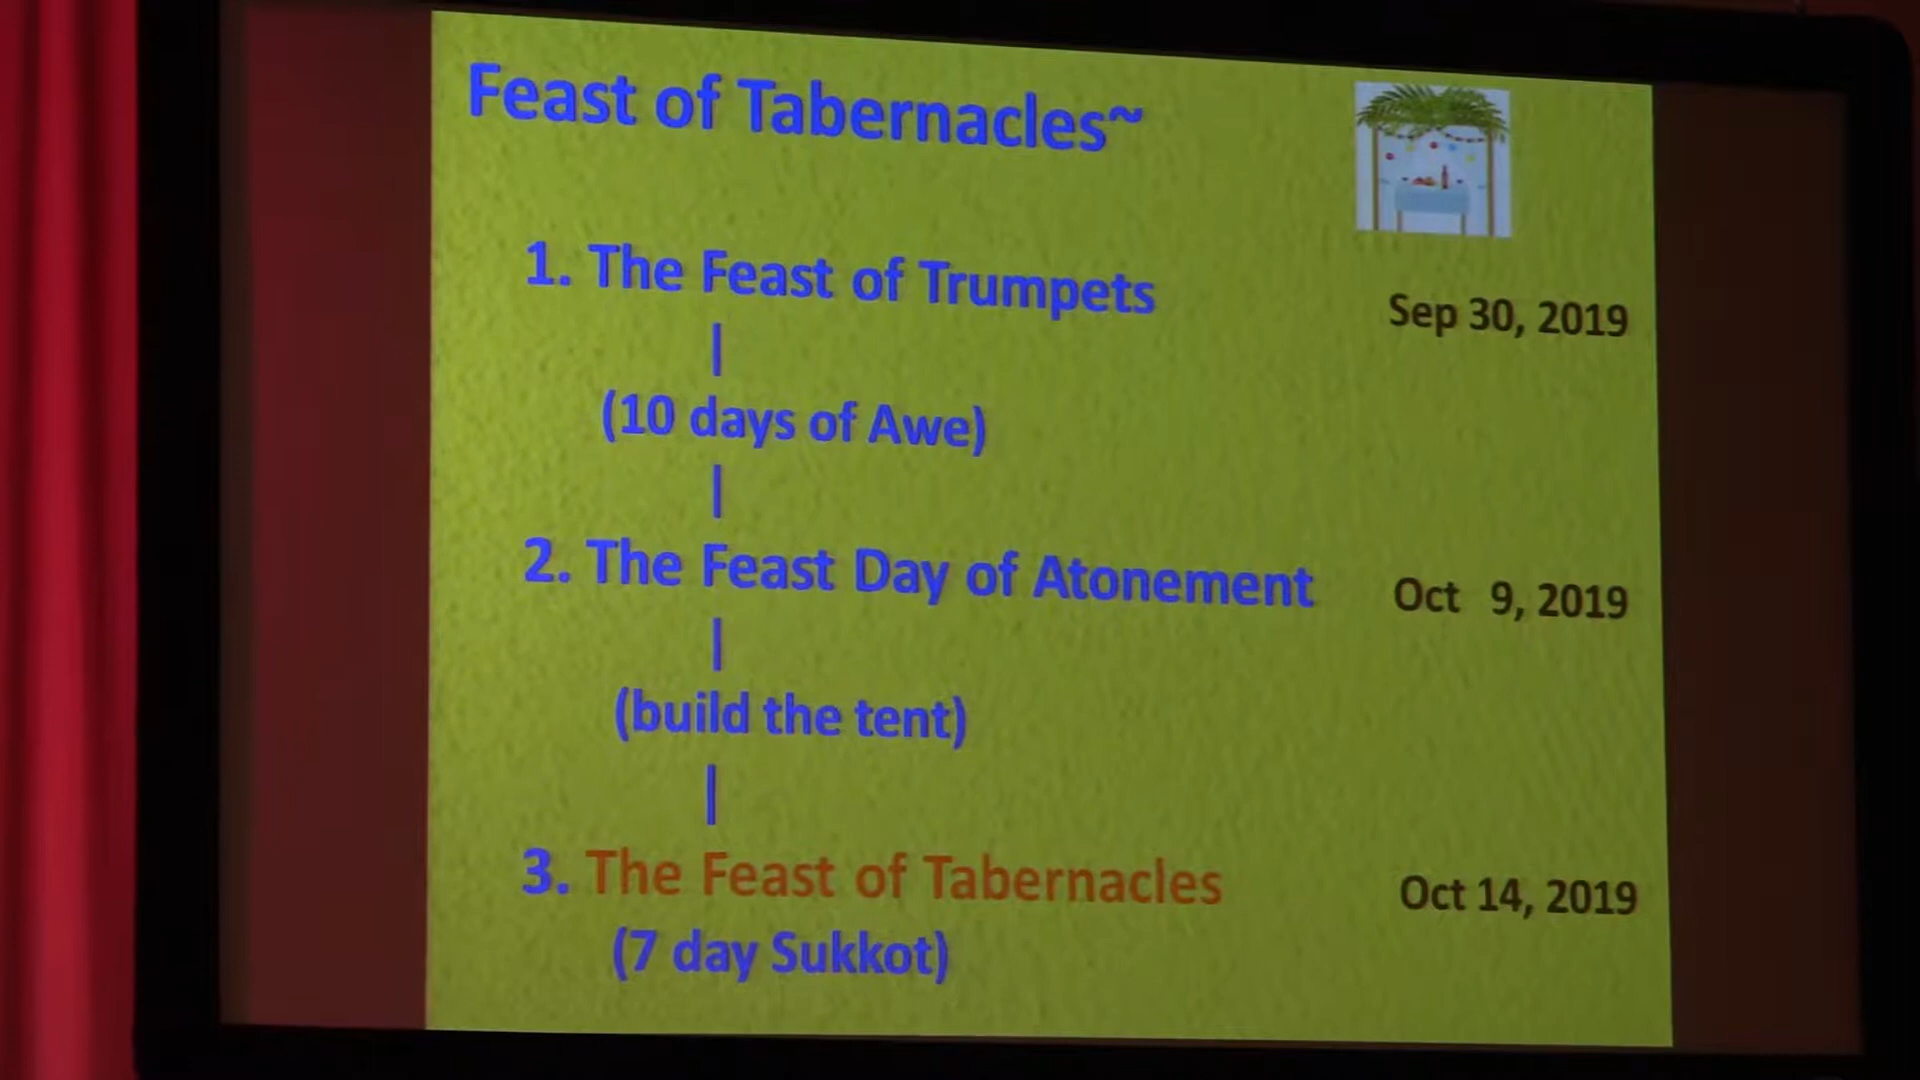 Feast of Tabernacles~
1. The Feast of Trumpets Sep 30, 2019
|
(10 days of Awe)
|
2. The Feast Day of Atonement Oct 9, 2019
|
(build the tent)
|
3. The Feast of Tabernacles Oct 14, 2019
(7 day Sukkot)